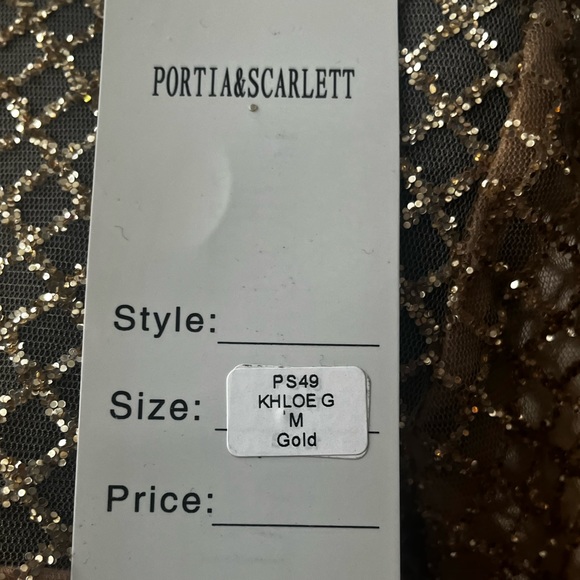 PORTIA&SCARLETT
Style:
PS49
KHLOE G
Size:
'M
Gold
Price: